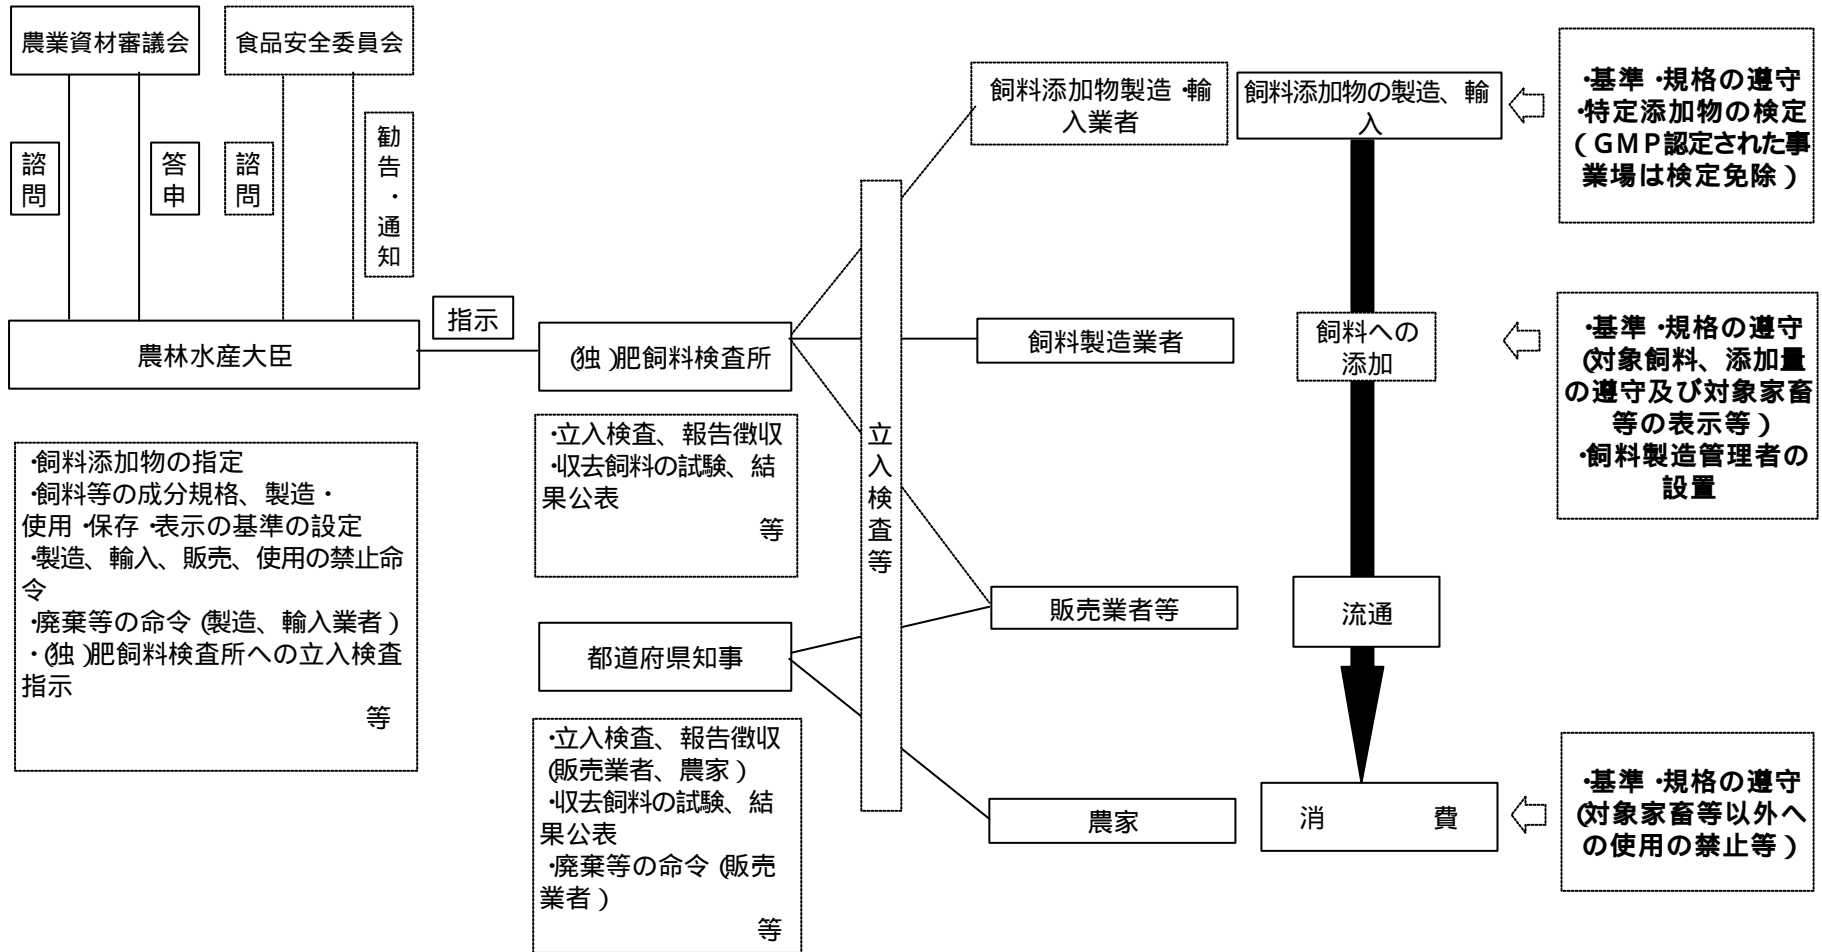 農業資材審議会
食品安全委員会
諮問
答申
諮問
勧告・通知
農林水産大臣
指示
・飼料添加物の指定
・飼料等の成分規格、製造・
使用・保存・表示の基準の設定
・製造、輸入、販売、使用の禁止命
令
・廃棄等の命令(製造、輸入業者)
・(独)肥飼料検査所への立入検査
指示
等
(独)肥飼料検査所
・立入検査、報告徴収
・収去飼料の試験、結
果公表
等
都道府県知事
・立入検査、報告徴収
(販売業者、農家)
・収去飼料の試験、結
果公表
・廃棄等の命令(販売
業者)
等
立入検査等
飼料添加物製造・輸
入業者
飼料製造業者
販売業者等
農家
飼料添加物の製造、輸
入
飼料への
添加
流通
消 費
・基準・規格の遵守
・特定添加物の検定
(GMP認定された事
業場は検定免除)
・基準・規格の遵守
(対象飼料、添加量
の遵守及び対象家畜
等の表示等)
・飼料製造管理者の
設置
・基準・規格の遵守
(対象家畜等以外へ
の使用の禁止等)